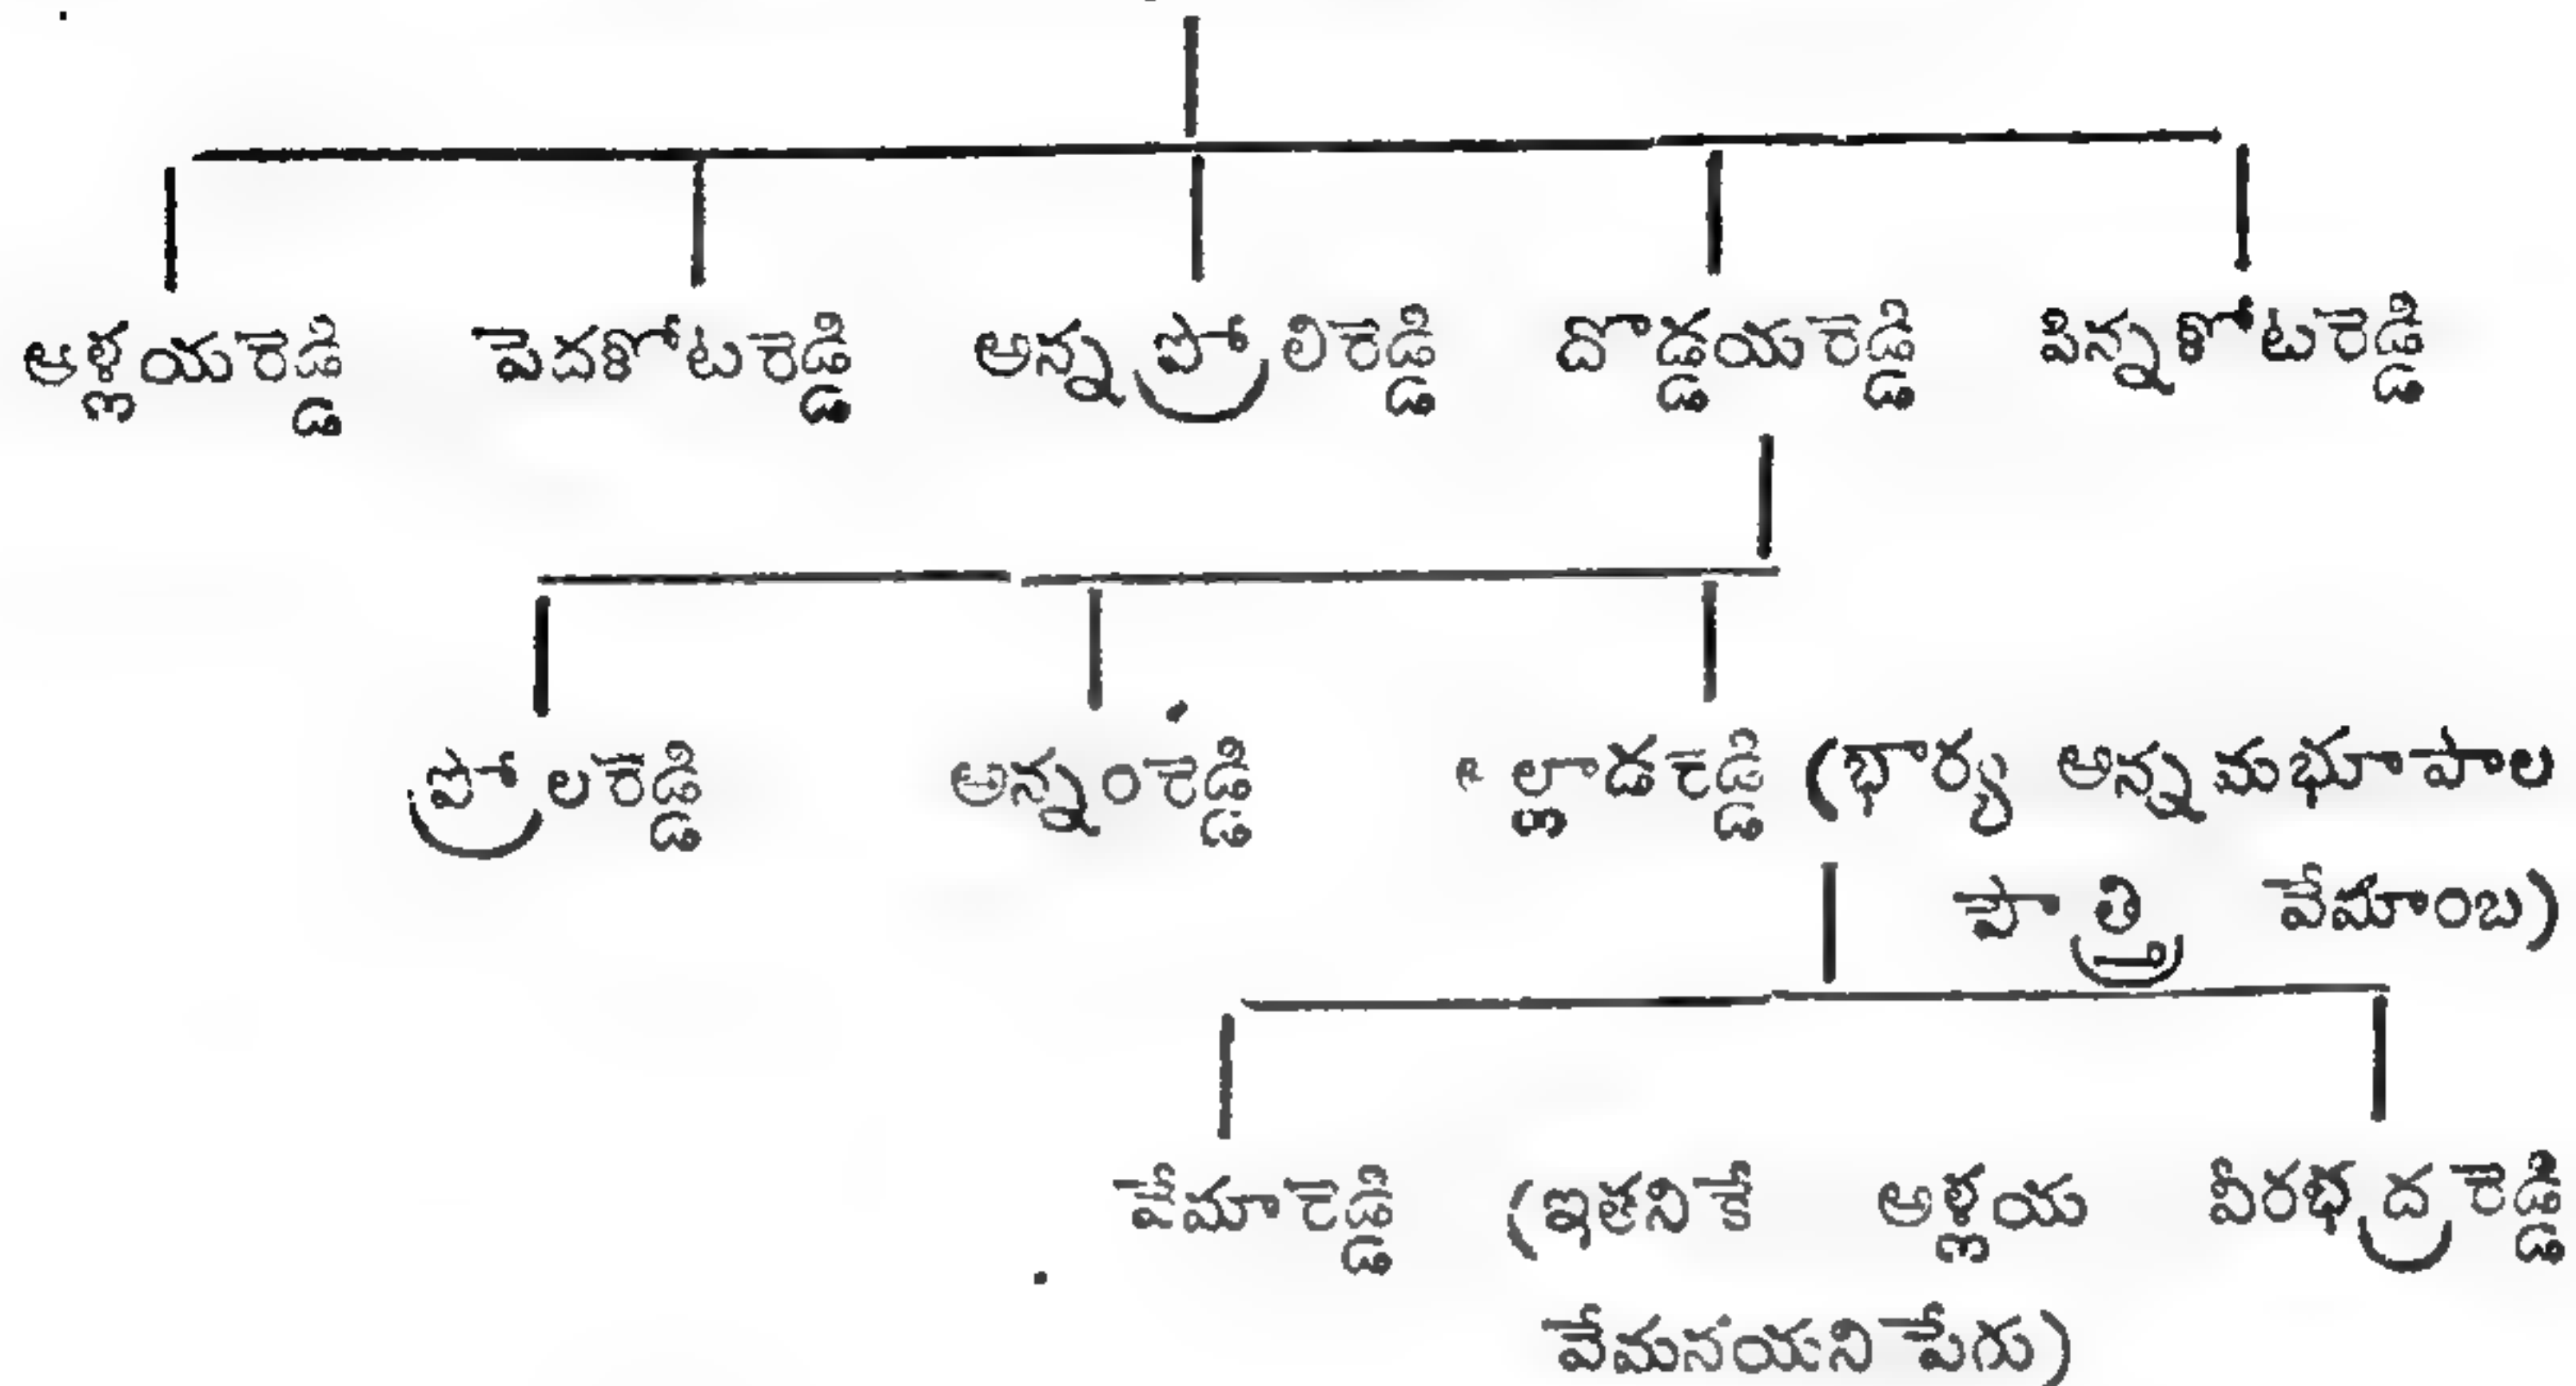 అళ్లయరెడ్డి పెదకోటరెడ్డి అన్నప్రోలిరెడ్డి దొడ్డయరెడ్డి పిన్నకోటరెడ్డి
ప్రోలరెడ్డి అన్నంరెడ్డి ల్లాడరెడ్డి (భార్య అన్నమభూపాల
పౌత్త్రి వేమాంబ)
వేమారెడ్డి (ఇతనికే అళ్లయ వీరభద్రరెడ్డి
వేమనయని పేరు)